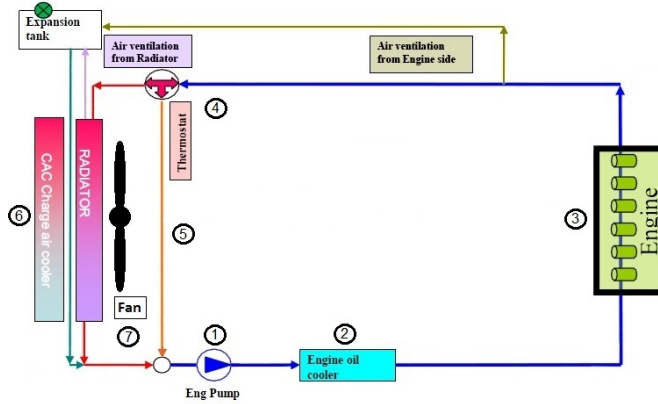 Expansion
tank
Air ventilation
from Radiator
Air ventilation
from Engine side
4
Thermostat
CAC Charge air cooler
RADIATOR
6
5
3
Engine
Fan
7
1
2
Engine oil
cooler
Eng Pump